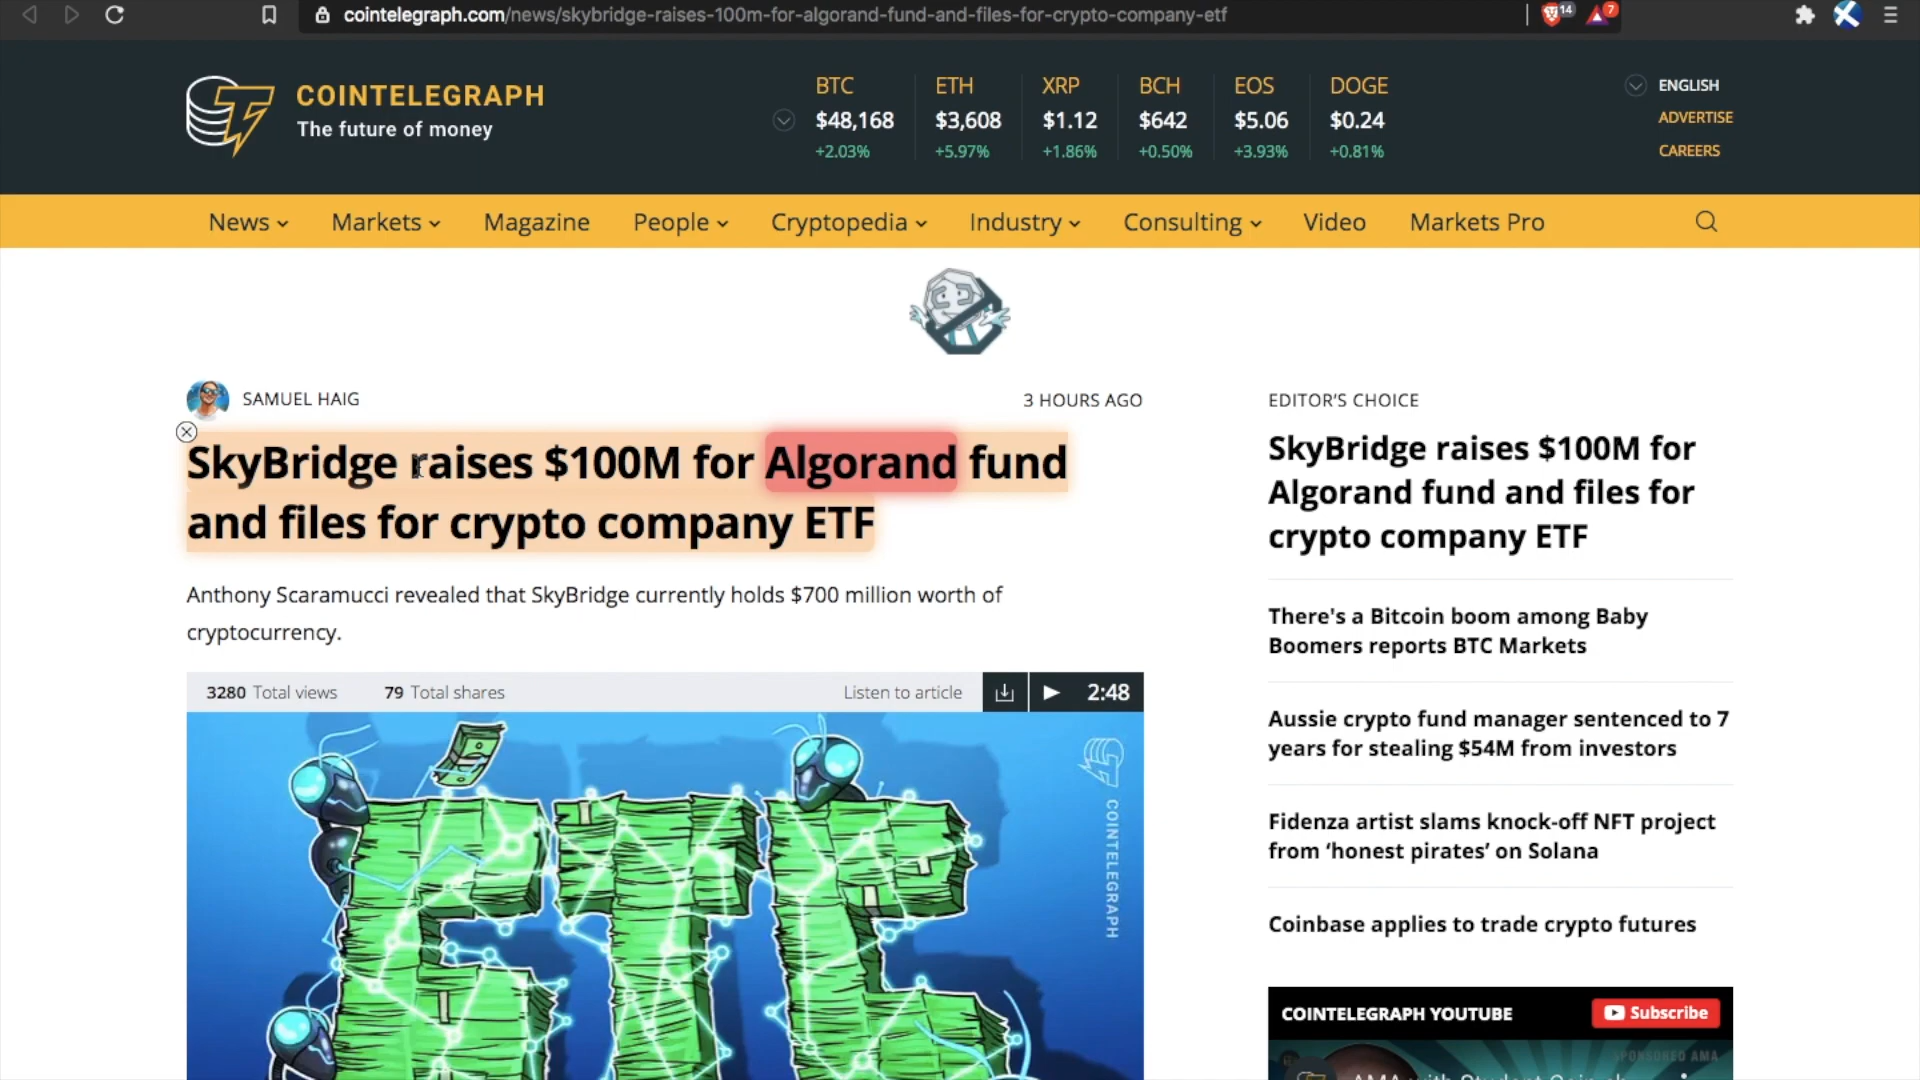 cointelegraph.com/news/skybridge-raises-100m-for-algorand-fund-and-files-for-crypto-company-etf
14
7
COINTELEGRAPH
The future of money
BTC ETH XRP BCH EOS DOGE
$48,168 $3,608 $1.12 $642 $5.06 $0.24
+2.03% +5.97% +1.86% +0.50% +3.93% +0.81%
ENGLISH
ADVERTISE
CAREERS
News Markets Magazine People Cryptopedia Industry Consulting Video Markets Pro
SAMUEL HAIG
3 HOURS AGO
SkyBridge raises $100M for Algorand fund
and files for crypto company ETF
Anthony Scaramucci revealed that SkyBridge currently holds $700 million worth of
cryptocurrency.
3280 Total views 79 Total shares Listen to article 2:48
ETF
COINTELEGRAPH
EDITOR’S CHOICE
SkyBridge raises $100M for
Algorand fund and files for
crypto company ETF
There's a Bitcoin boom among Baby
Boomers reports BTC Markets
Aussie crypto fund manager sentenced to 7
years for stealing $54M from investors
Fidenza artist slams knock-off NFT project
from ‘honest pirates’ on Solana
Coinbase applies to trade crypto futures
COINTELEGRAPH YOUTUBE
Subscribe
SPONSORED AMA